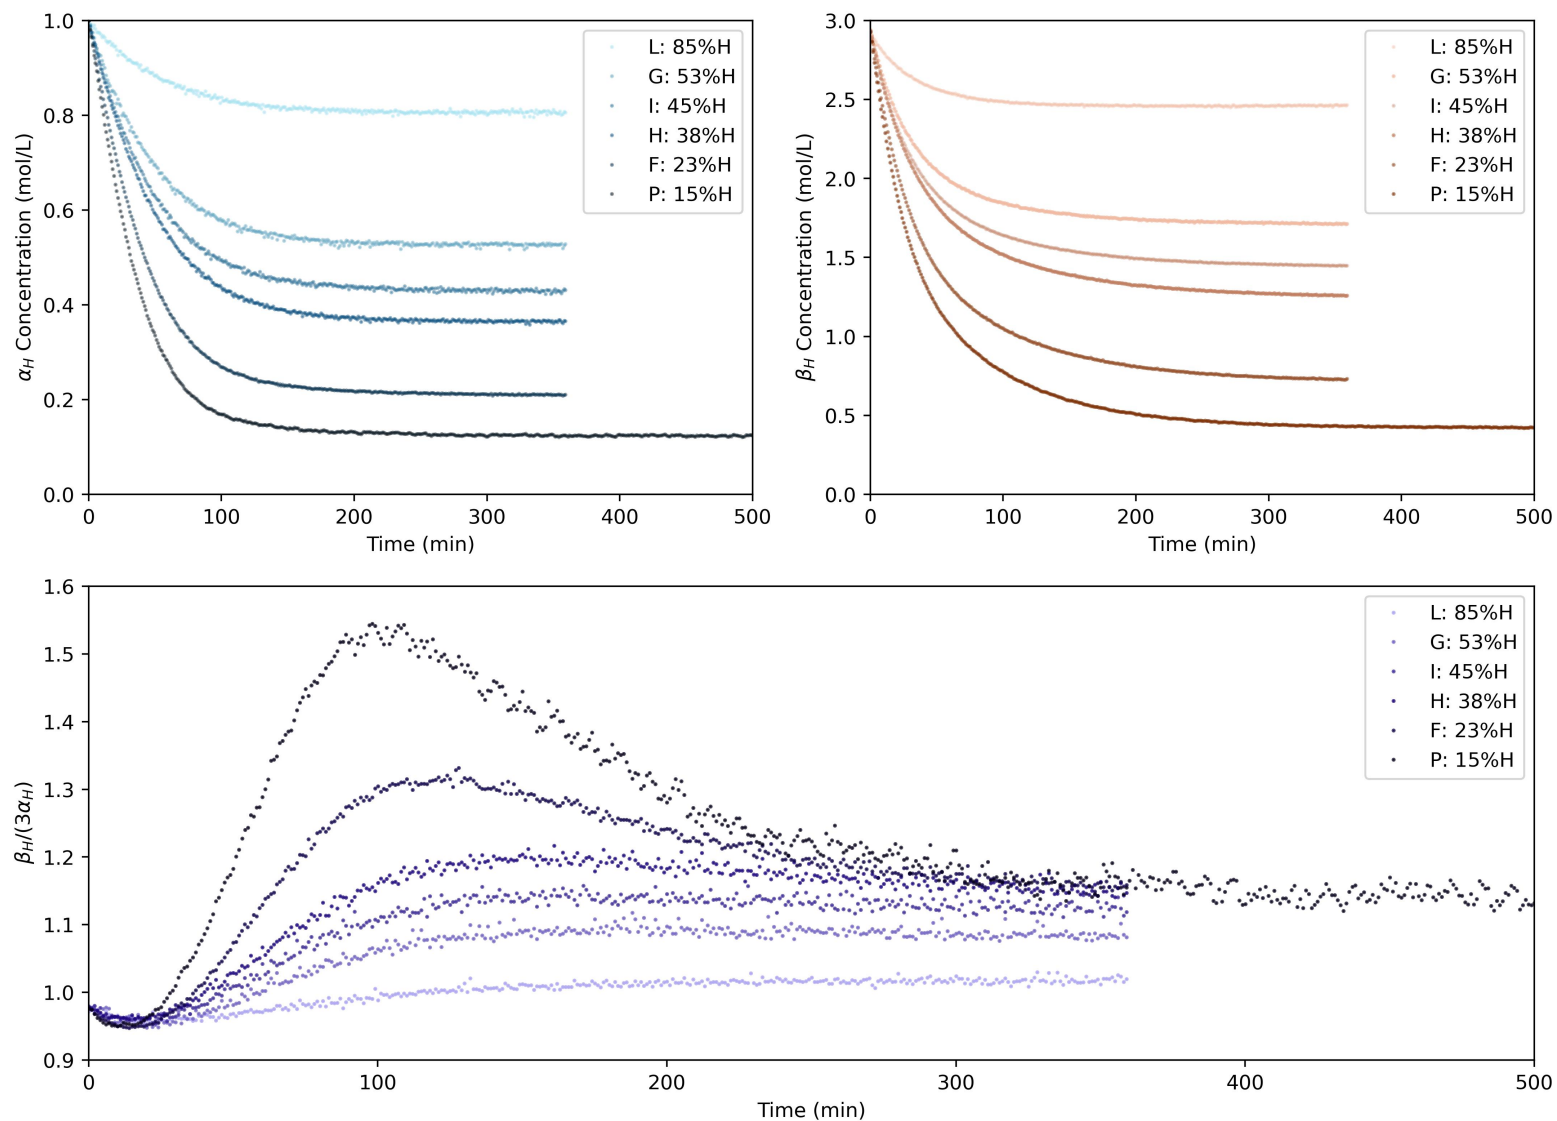 α_H Concentration (mol/L)
1.0
0.8
0.6
0.4
0.2
0.0
L: 85%H
G: 53%H
I: 45%H
H: 38%H
F: 23%H
P: 15%H
0 100 200 300 400 500
Time (min)
β_H Concentration (mol/L)
3.0
2.5
2.0
1.5
1.0
0.5
0.0
L: 85%H
G: 53%H
I: 45%H
H: 38%H
F: 23%H
P: 15%H
0 100 200 300 400 500
Time (min)
β_H/(3α_H)
1.6
1.5
1.4
1.3
1.2
1.1
1.0
0.9
L: 85%H
G: 53%H
I: 45%H
H: 38%H
F: 23%H
P: 15%H
0 100 200 300 400 500
Time (min)